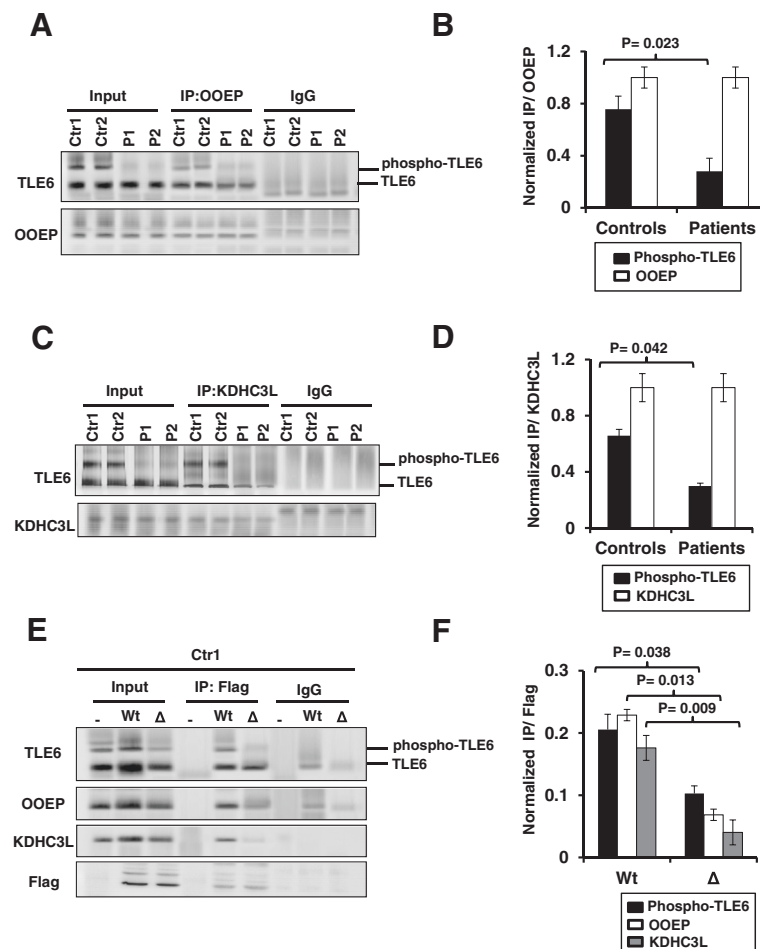 A
Input IP:OOEP IgG
Ctr1 Ctr2 P1 P2 Ctr1 Ctr2 P1 P2 Ctr1 Ctr2 P1 P2
TLE6
phospho-TLE6
TLE6
OOEP
B
Normalized IP/ OOEP
P= 0.023
1.2
0.8
0.4
0
Controls Patients
Phospho-TLE6
OOEP
C
Input IP:KDHC3L IgG
Ctr1 Ctr2 P1 P2 Ctr1 Ctr2 P1 P2 Ctr1 Ctr2 P1 P2
TLE6
phospho-TLE6
TLE6
KDHC3L
D
Normalized IP/ KDHC3L
P= 0.042
1.2
0.8
0.4
0
Controls Patients
Phospho-TLE6
KDHC3L
E
Ctr1
Input IP: Flag IgG
- Wt Δ - Wt Δ - Wt Δ
TLE6
phospho-TLE6
TLE6
OOEP
KDHC3L
Flag
F
Normalized IP/ Flag
P= 0.038
P= 0.013
P= 0.009
0.3
0.2
0.1
0
Wt Δ
Phospho-TLE6
OOEP
KDHC3L